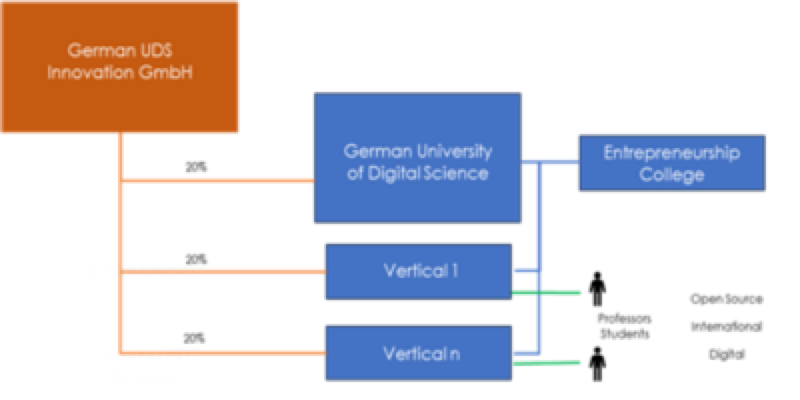 German UDS
Innovation GmbH
20%
German University
of Digital Science
Entrepreneurship
College
20%
Vertical 1
Professors
Students
Open Source
International
Digital
20%
Vertical n